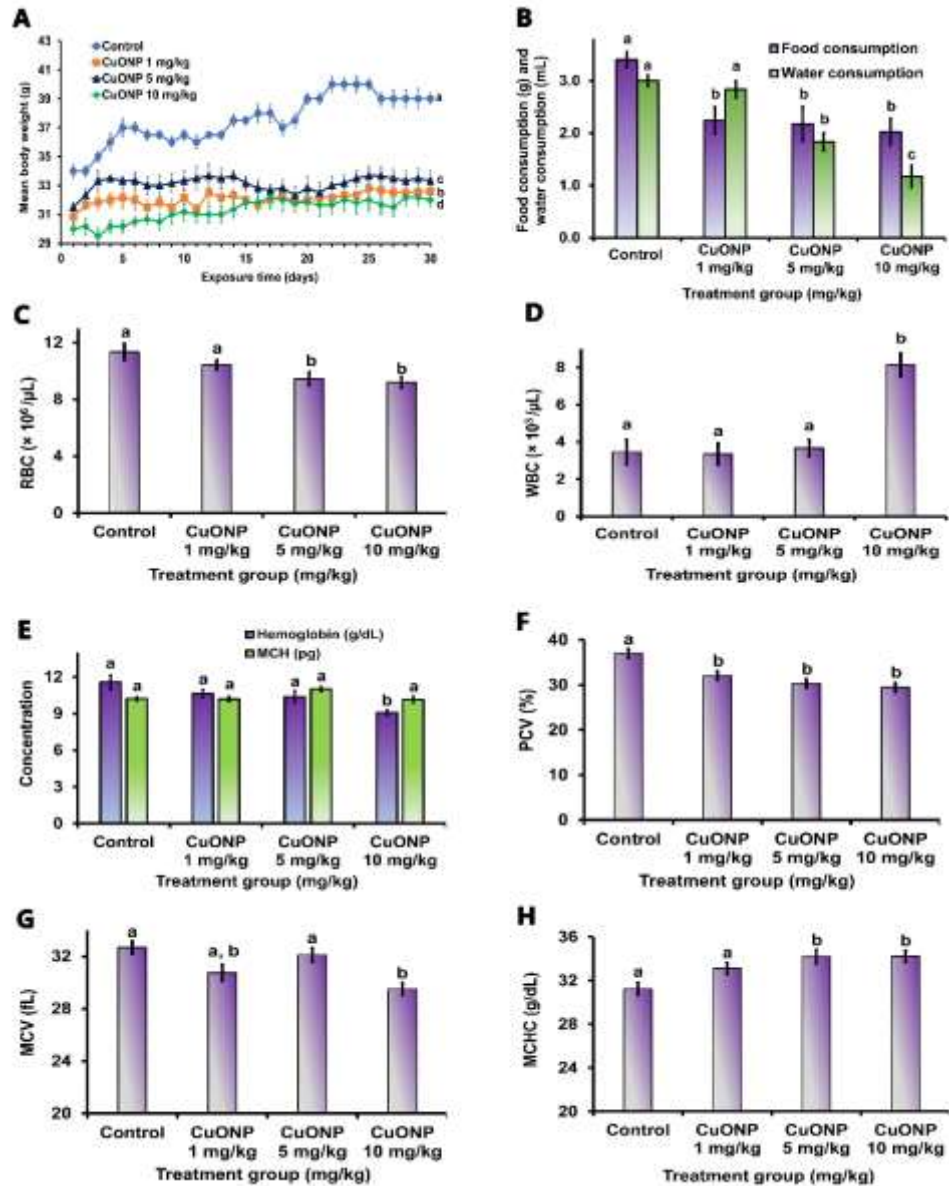 A
43
41
39
37
35
33
31
29
Mean body weight (g)
Control
CuONP 1 mg/kg
CuONP 5 mg/kg
CuONP 10 mg/kg
a
c
b
d
0 5 10 15 20 25 30
Exposure time (days)
B
Food consumption (g) and
water consumption (mL)
3.0
2.0
1.0
0.0
Food consumption
Water consumption
a a b a b b b c
Control CuONP CuONP CuONP
1 mg/kg 5 mg/kg 10 mg/kg
Treatment group (mg/kg)
C
RBC (× 10⁶/µL)
12
8
4
0
a a b b
Control CuONP CuONP CuONP
1 mg/kg 5 mg/kg 10 mg/kg
Treatment group (mg/kg)
D
WBC (× 10³/µL)
8
6
4
2
0
a a a b
Control CuONP CuONP CuONP
1 mg/kg 5 mg/kg 10 mg/kg
Treatment group (mg/kg)
E
Hemoglobin (g/dL)
MCH (pg)
Concentration
15
12
9
6
3
0
a a a a a a b a
Control CuONP CuONP CuONP
1 mg/kg 5 mg/kg 10 mg/kg
Treatment group (mg/kg)
F
PCV (%)
40
30
20
10
0
a b b b
Control CuONP CuONP CuONP
1 mg/kg 5 mg/kg 10 mg/kg
Treatment group (mg/kg)
G
MCV (fL)
32
28
24
20
a a, b a b
Control CuONP CuONP CuONP
1 mg/kg 5 mg/kg 10 mg/kg
Treatment group (mg/kg)
H
MCHC (g/dL)
36
32
28
24
20
a a b b
Control CuONP CuONP CuONP
1 mg/kg 5 mg/kg 10 mg/kg
Treatment group (mg/kg)